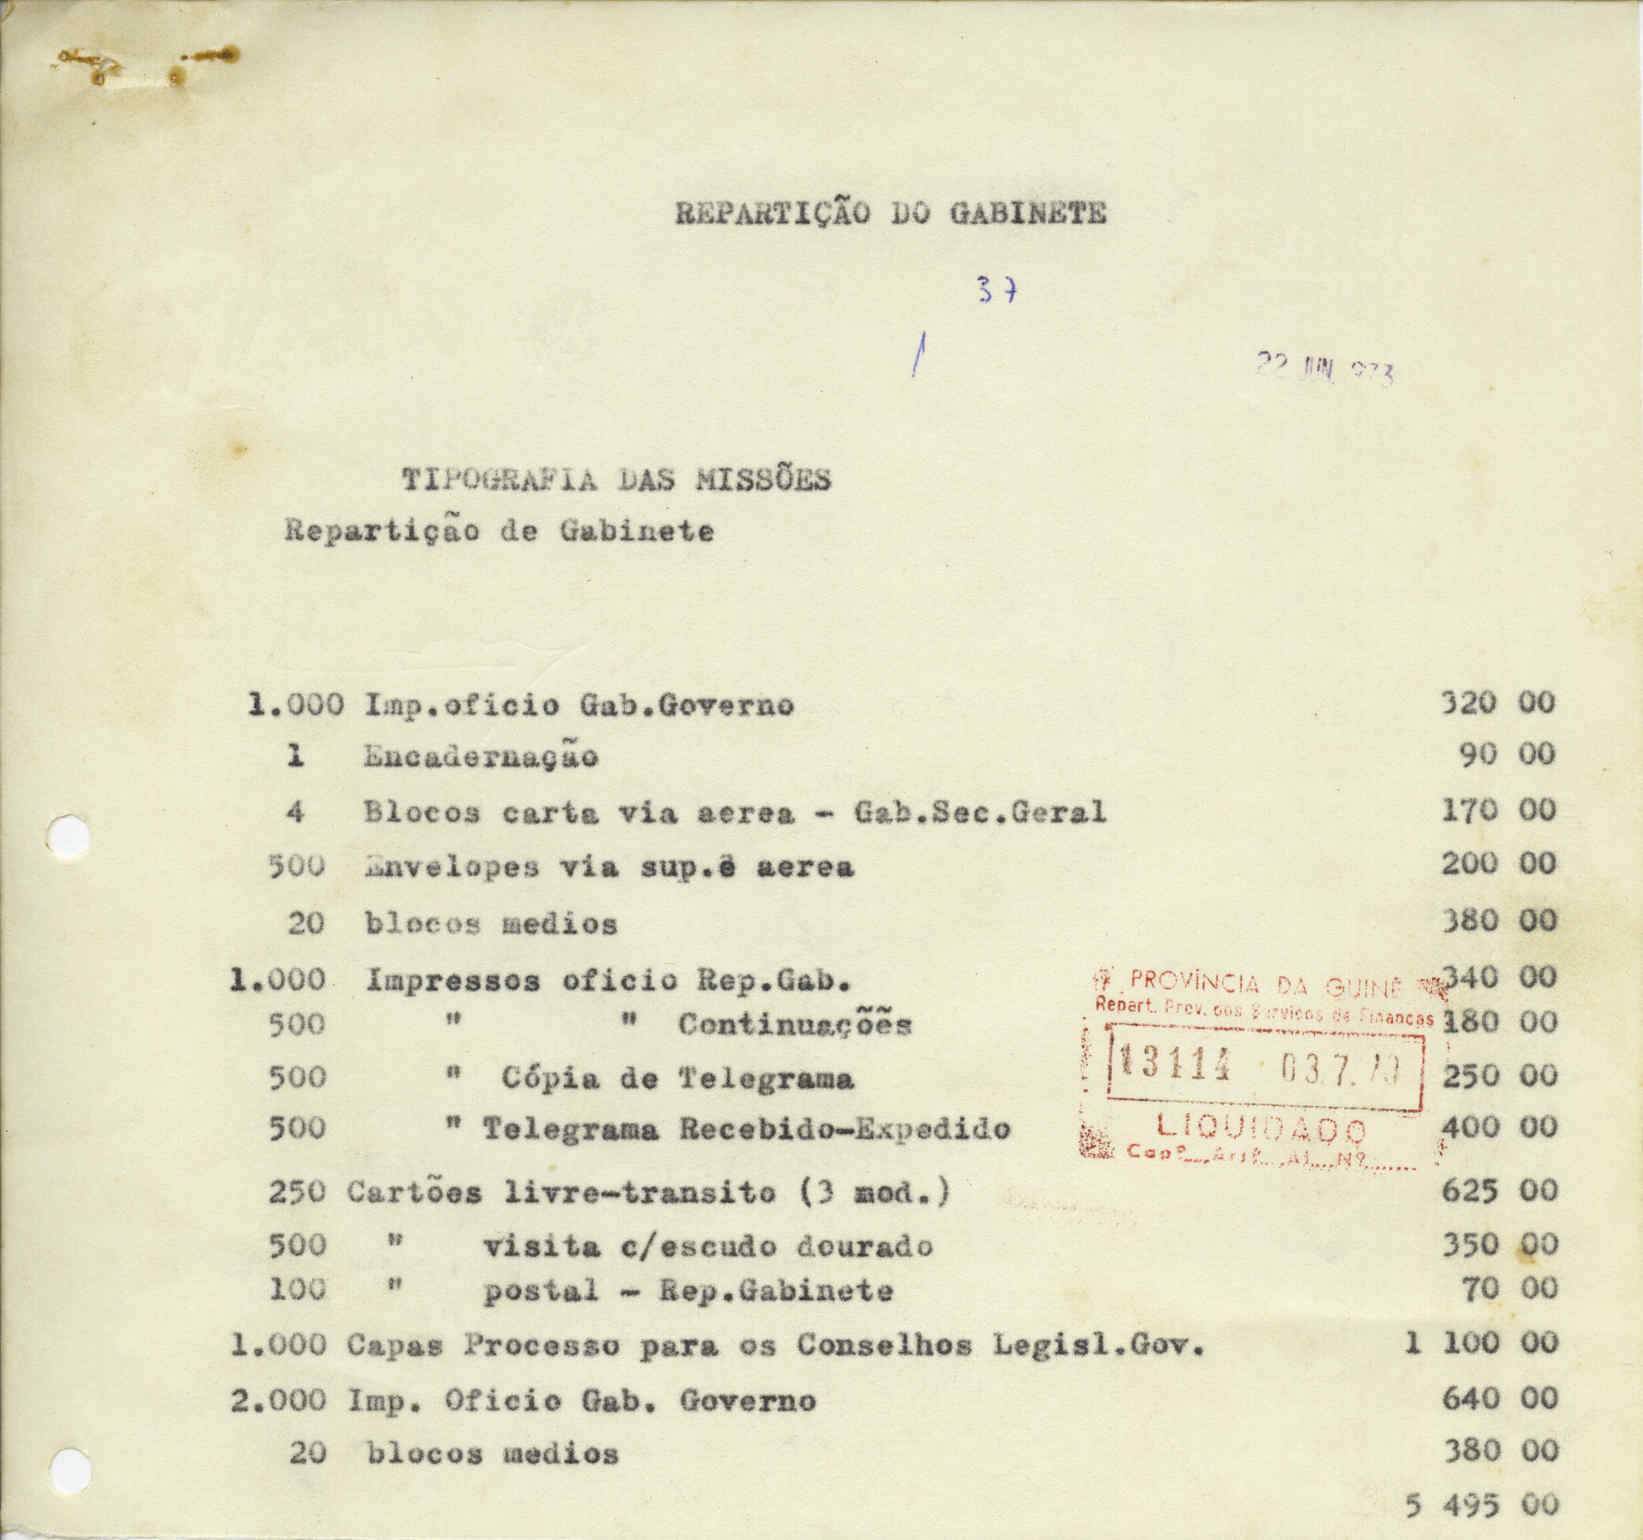 REPARTIÇÃO DO GABINETE
37
22 JUN. 973
TIPOGRAFIA DAS MISSÕES
Repartição de Gabinete
1.000 Imp.oficio Gab.Governo 320 00
1 Encadernação 90 00
4 Blocos carta via aerea - Gab.Sec.Geral 170 00
500 Envelopes via sup.e aerea 200 00
20 blocos medios 380 00
1.000 Impressos oficio Rep.Gab. 340 00
500 " " Continuaçõẽs 180 00
500 " Cópia de Telegrama 250 00
500 " Telegrama Recebido-Expedido 400 00
PROVÍNCIA DA GUINÉ
Repart. Prov. dos Serviços de Finanças
13114 03.7.73
LIQUIDADO
Capº Artº Al. Nº
250 Cartões livre-transito (3 mod.) 625 00
500 " visita c/escudo dourado 350 00
100 " postal - Rep.Gabinete 70 00
1.000 Capas Processo para os Conselhos Legisl.Gov. 1 100 00
2.000 Imp. Oficio Gab. Governo 640 00
20 blocos medios 380 00
5 495 00